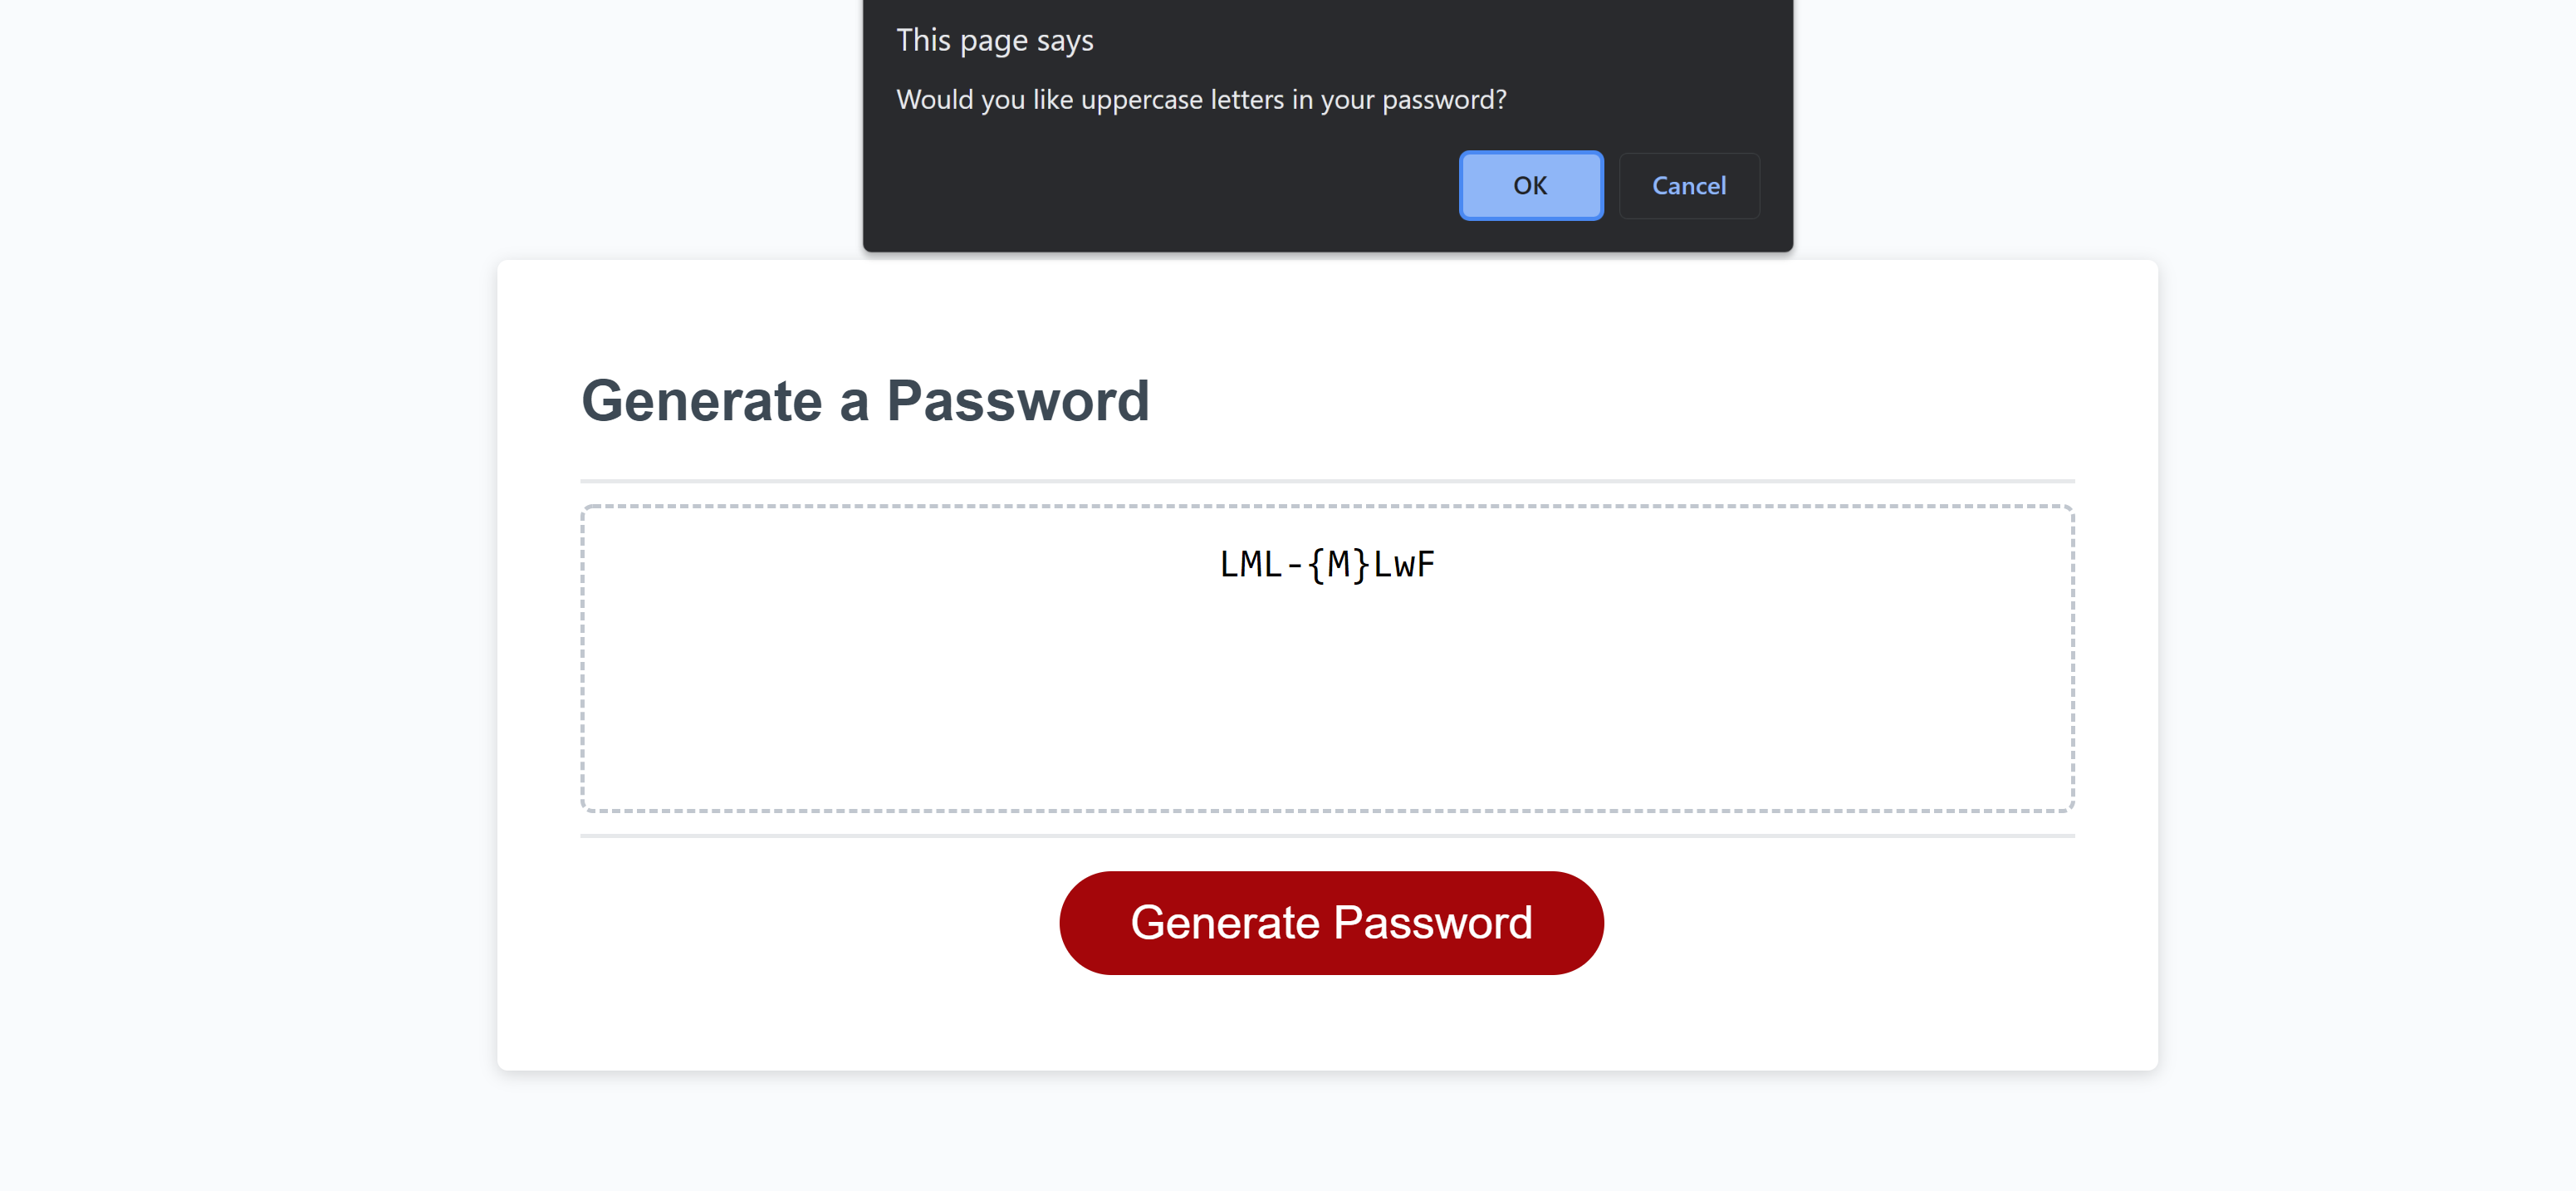 This page says
Would you like uppercase letters in your password?
OK Cancel
Generate a Password
LML-{M}LwF
Generate Password